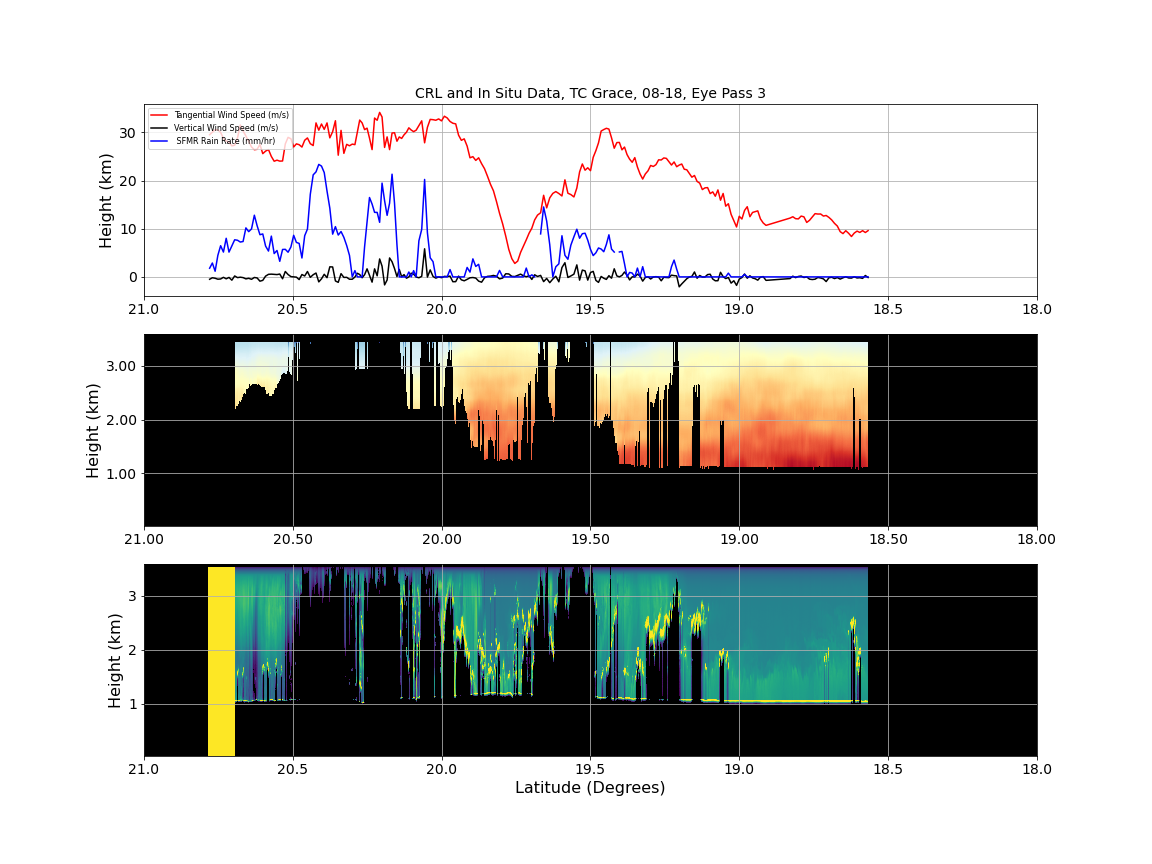 CRL and In Situ Data, TC Grace, 08-18, Eye Pass 3
Tangential Wind Speed (m/s)
Vertical Wind Speed (m/s)
SFMR Rain Rate (mm/hr)
Height (km)
30
20
10
0
21.0 20.5 20.0 19.5 19.0 18.5 18.0
Height (km)
3.00
2.00
1.00
21.00 20.50 20.00 19.50 19.00 18.50 18.00
Height (km)
3
2
1
21.0 20.5 20.0 19.5 19.0 18.5 18.0
Latitude (Degrees)